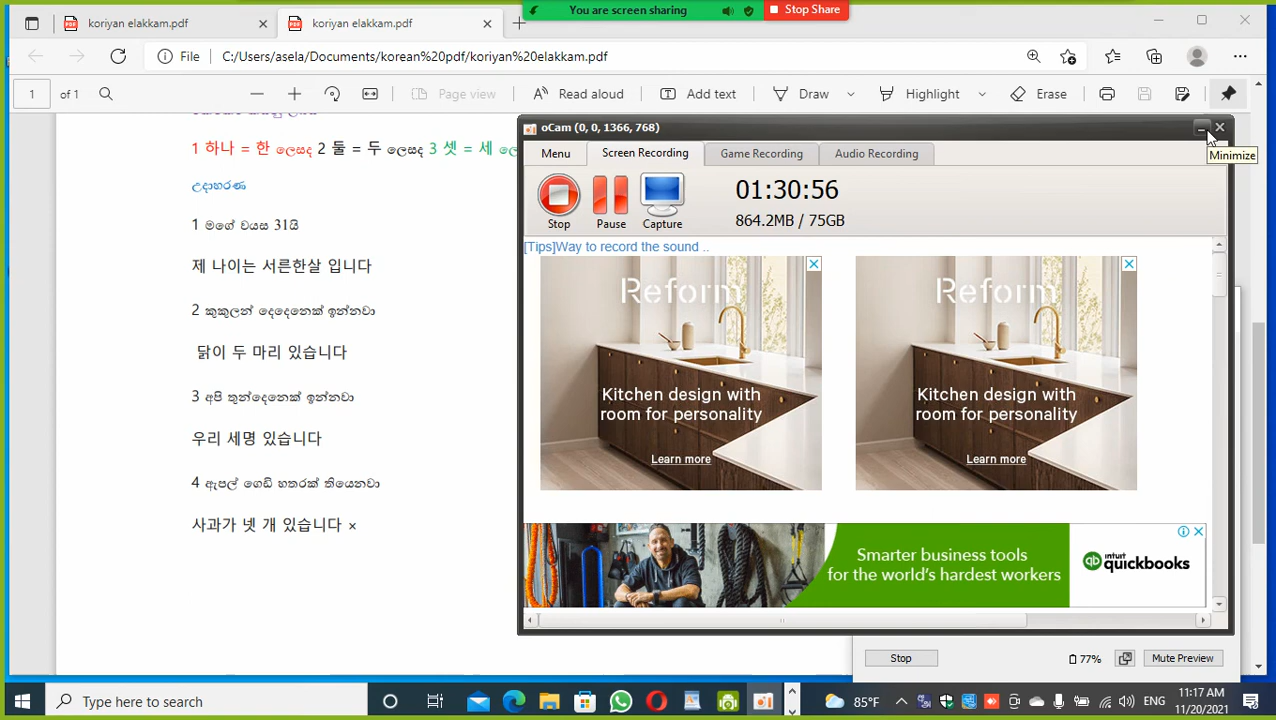 You are screen sharing
Stop Share
koriyan elakkam.pdf
koriyan elakkam.pdf
File
C:/Users/asela/Documents/korean%20pdf/koriyan%20elakkam.pdf
1 of 1
Page view
Read aloud
Add text
Draw
Highlight
Erase
1 하나 = 한 ලෙසද 2 둘 = 두 ලෙසද 3 셋 = 세 ලෙ
උදාහරණ
1 මගේ වයස 31යි
제 나이는 서른한살 입니다
2 කුකුලන් දෙදෙනෙක් ඉන්නවා
닭이 두 마리 있습니다
3 අපි තුන්දෙනෙක් ඉන්නවා
우리 세명 있습니다
4 ඇපල් ගෙඩි හතරක් තියෙනවා
사과가 넷 개 있습니다 ×
oCam (0, 0, 1366, 768)
Minimize
Menu
Screen Recording
Game Recording
Audio Recording
Stop
Pause
Capture
01:30:56
864.2MB / 75GB
[Tips]Way to record the sound ..
Reform
Kitchen design with
room for personality
Learn more
Reform
Kitchen design with
room for personality
Learn more
Smarter business tools
for the world's hardest workers
intuit
quickbooks
Stop
77%
Mute Preview
Type here to search
85°F
ENG
11:17 AM
11/20/2021